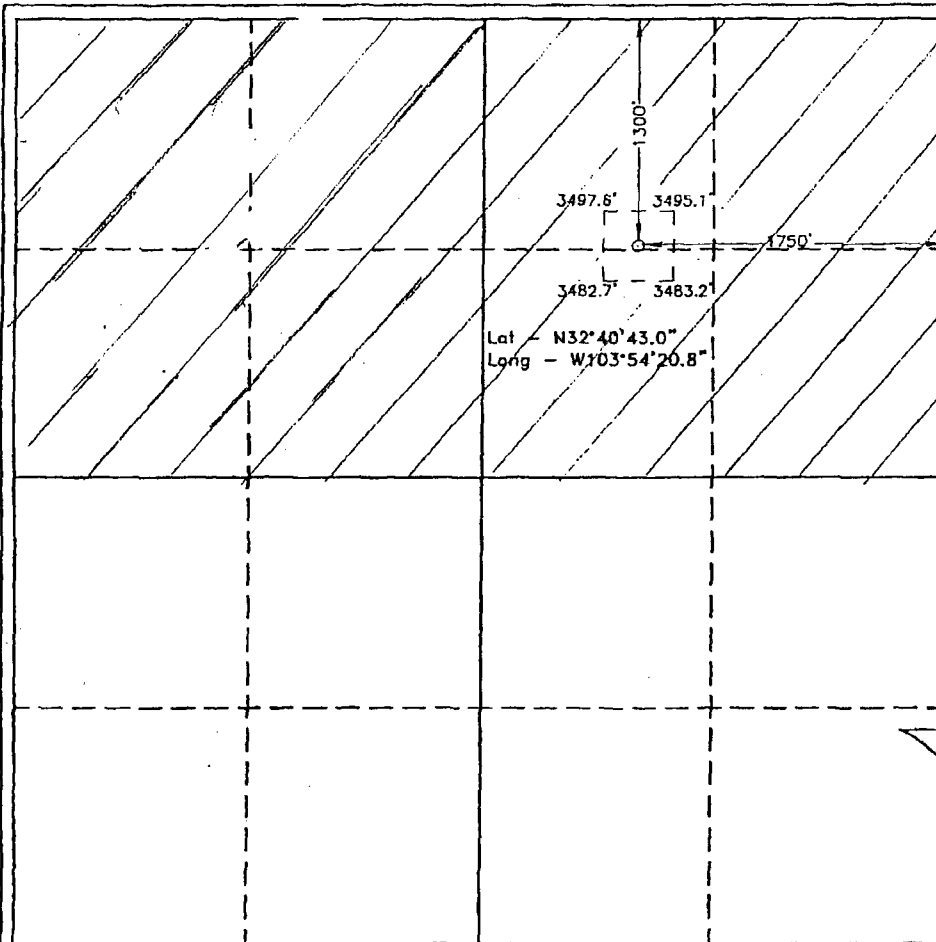 1300'
3497.6' 3495.1'
1750'
3482.7' 3483.2'
Lat - N32°40'43.0"
Long - W103°54'20.8"